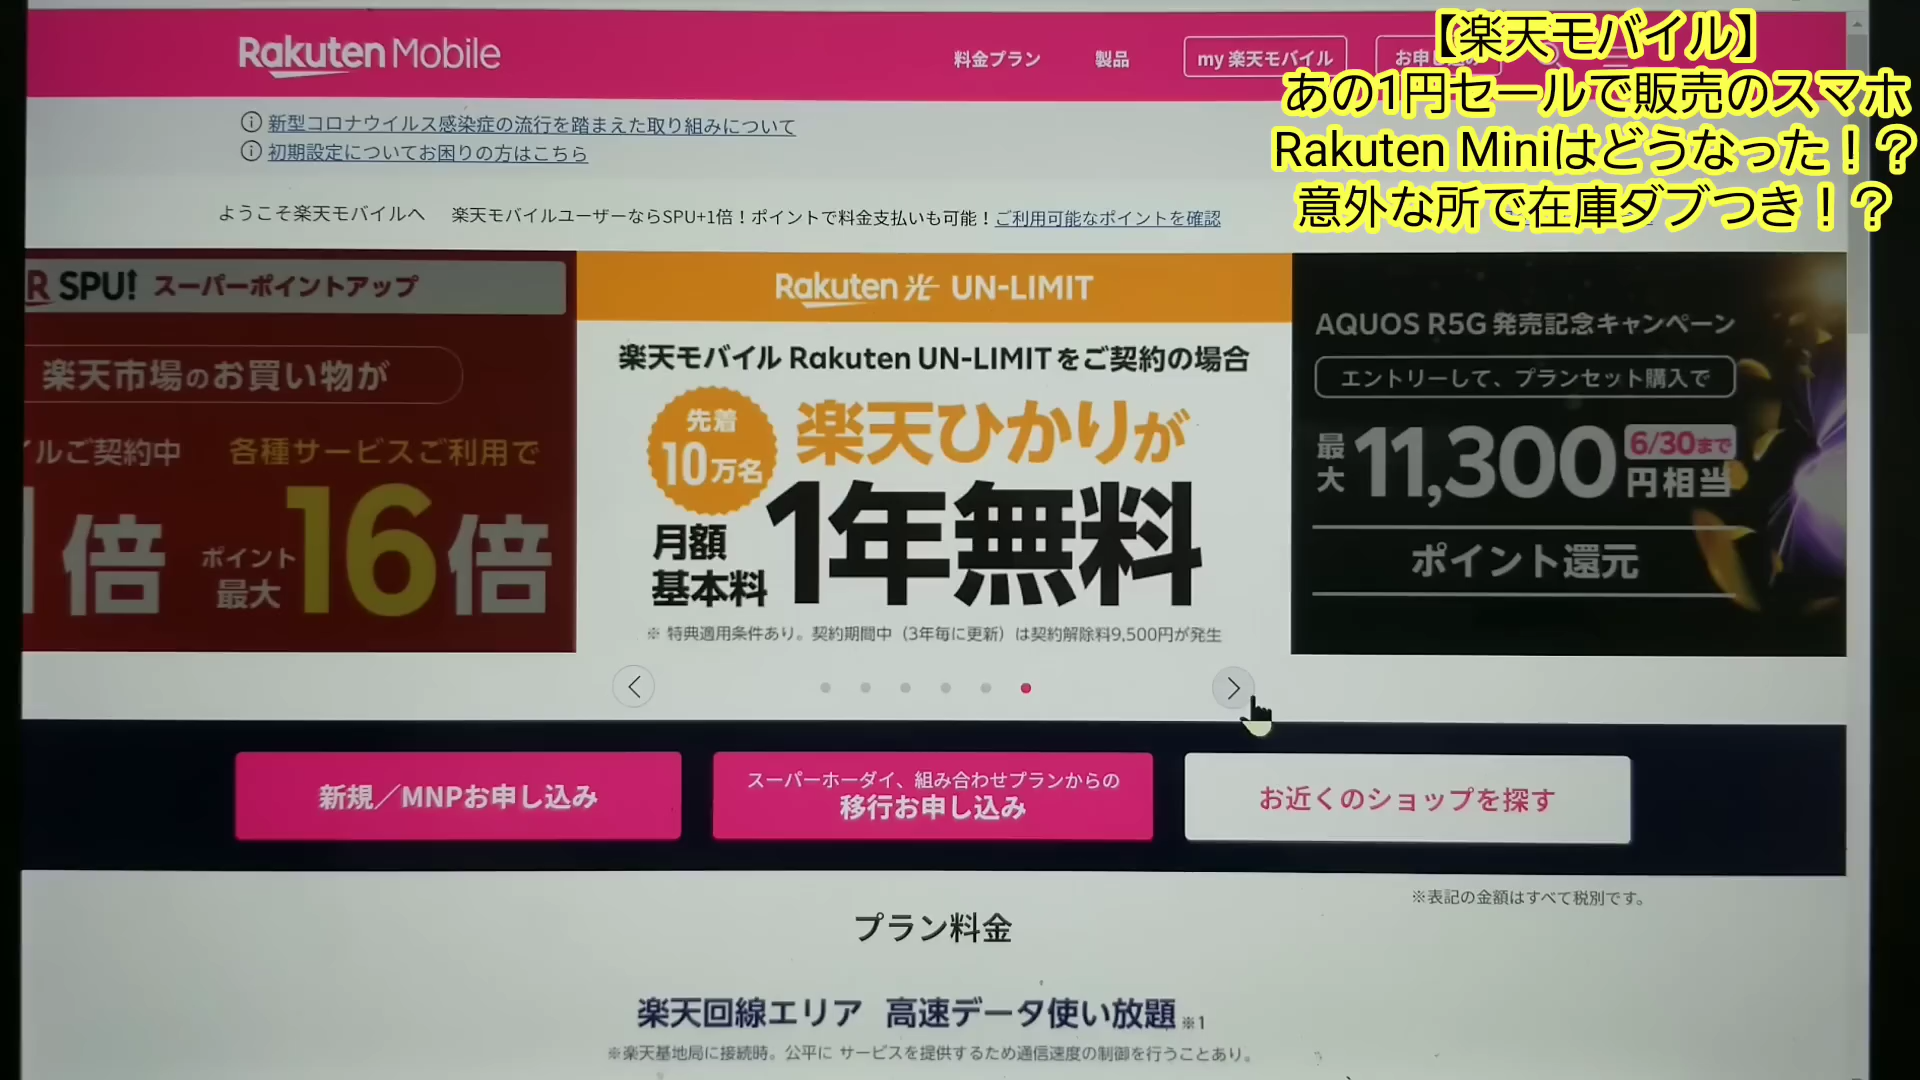 Rakuten Mobile
料金プラン
製品
my 楽天モバイル
【楽天モバイル】
あの1円セールで販売のスマホ
Rakuten Miniはどうなった！？
意外な所で在庫ダブつき！？
新型コロナウイルス感染症の流行を踏まえた取り組みについて
初期設定についてお困りの方はこちら
ようこそ楽天モバイルへ
楽天モバイルユーザーならSPU+1倍！ポイントで料金支払いも可能！ご利用可能なポイントを確認
R SPU! スーパーポイントアップ
楽天市場のお買い物が
イルご契約中 各種サービスご利用で
1倍 ポイント最大16倍
Rakuten 光 UN-LIMIT
楽天モバイル Rakuten UN-LIMITをご契約の場合
先着
10万名
楽天ひかりが
月額
基本料
1年無料
※ 特典適用条件あり。契約期間中（3年毎に更新）は契約解除料9,500円が発生
AQUOS R5G 発売記念キャンペーン
エントリーして、プランセット購入で
最大 11,300円相当
6/30まで
ポイント還元
新規／MNPお申し込み
スーパーホーダイ、組み合わせプランからの
移行お申し込み
お近くのショップを探す
※表記の金額はすべて税別です。
プラン料金
楽天回線エリア 高速データ使い放題 ※1
※楽天基地局に接続時。公平に サービスを提供するため通信速度の制御を行うことあり。